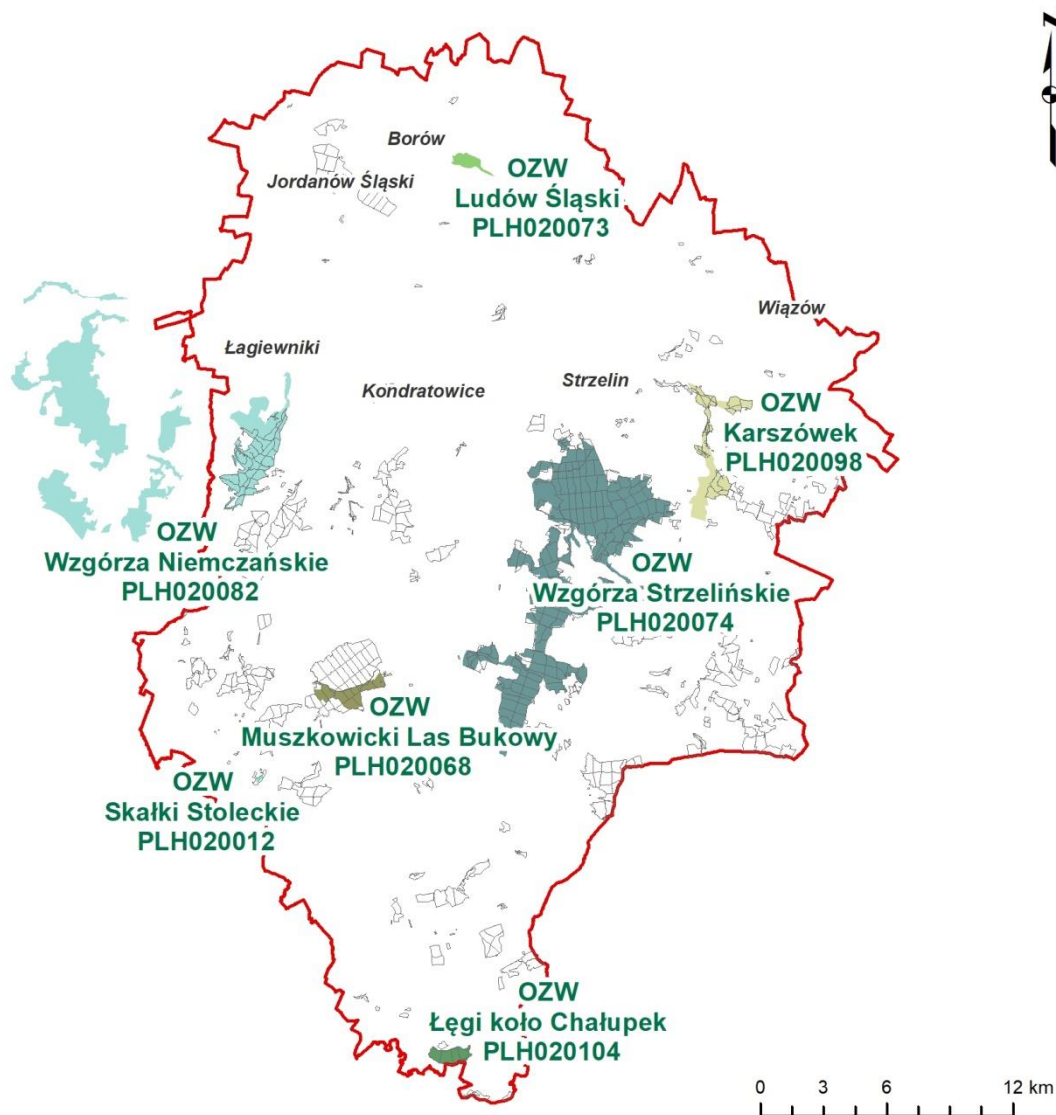 N
Borów
Jordanów Śląski
OZW
Ludów Śląski
PLH020073
Wiązów
Łagiewniki
Kondratowice
Strzelin
OZW
Karszówek
PLH020098
OZW
Wzgórza Niemczańskie
PLH020082
OZW
Wzgórza Strzelińskie
PLH020074
OZW
Muszkowicki Las Bukowy
PLH020068
OZW
Skałki Stoleckie
PLH020012
OZW
Łęgi koło Chałupek
PLH020104
0 3 6 12 km